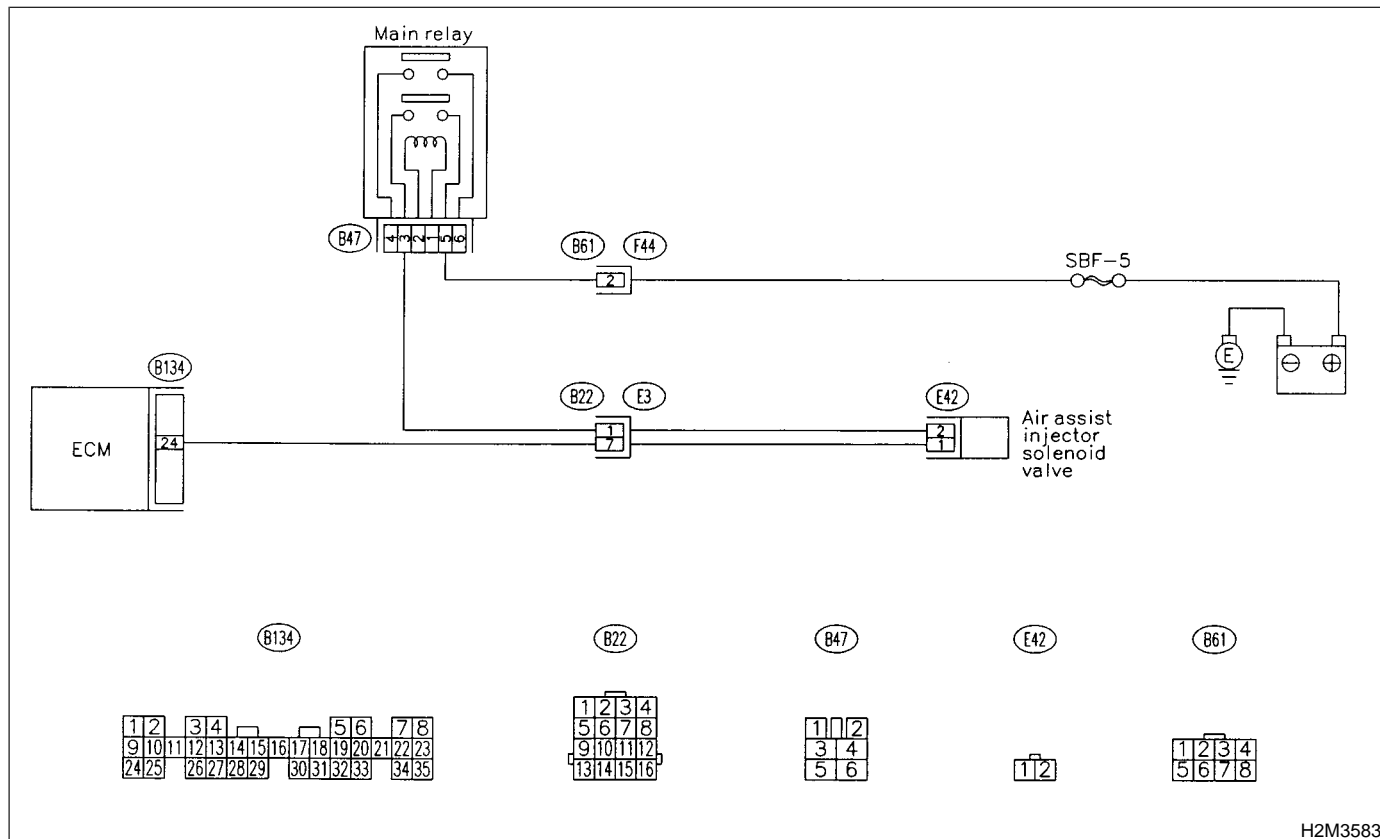 Main relay
B47
4 3 2 1 5 6
B61 F44
2
SBF-5
E
B134
ECM
24
B22 E3
1
7
E42
2
1
Air assist
injector
solenoid
valve
B134
1 2 3 4 5 6 7 8
9 10 11 12 13 14 15 16 17 18 19 20 21 22 23
24 25 26 27 28 29 30 31 32 33 34 35
B22
1 2 3 4
5 6 7 8
9 10 11 12
13 14 15 16
B47
1 2
3 4
5 6
E42
1 2
B61
1 2 3 4
5 6 7 8
H2M3583